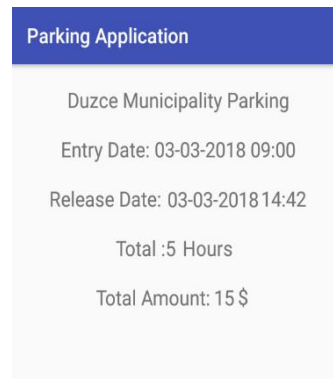 Parking Application
Duzce Municipality Parking
Entry Date: 03-03-2018 09:00
Release Date: 03-03-2018 14:42
Total :5 Hours
Total Amount: 15 $